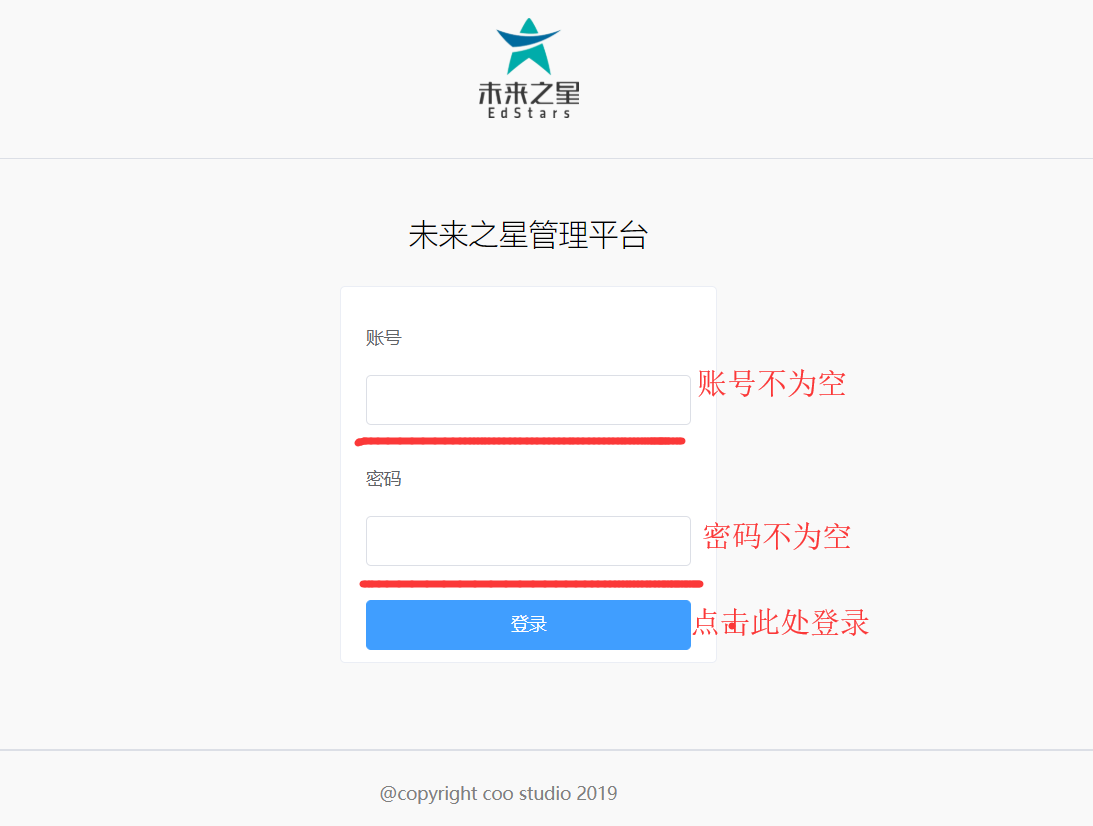 未来之星
EdStars
未来之星管理平台
账号
账号不为空
密码
密码不为空
登录
点击此处登录
@copyright coo studio 2019